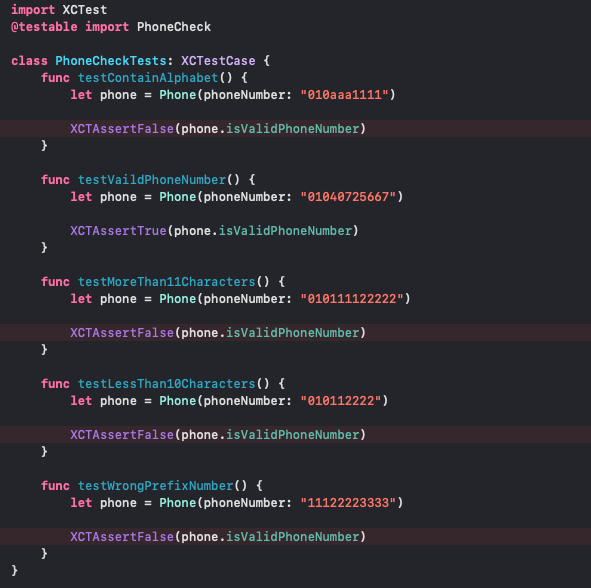 import XCTest
@testable import PhoneCheck

class PhoneCheckTests: XCTestCase {
    func testContainAlphabet() {
        let phone = Phone(phoneNumber: "010aaa1111")

        XCTAssertFalse(phone.isValidPhoneNumber)
    }

    func testVaildPhoneNumber() {
        let phone = Phone(phoneNumber: "01040725667")

        XCTAssertTrue(phone.isValidPhoneNumber)
    }

    func testMoreThan11Characters() {
        let phone = Phone(phoneNumber: "010111122222")

        XCTAssertFalse(phone.isValidPhoneNumber)
    }

    func testLessThan10Characters() {
        let phone = Phone(phoneNumber: "010112222")

        XCTAssertFalse(phone.isValidPhoneNumber)
    }

    func testWrongPrefixNumber() {
        let phone = Phone(phoneNumber: "11122223333")

        XCTAssertFalse(phone.isValidPhoneNumber)
    }
}